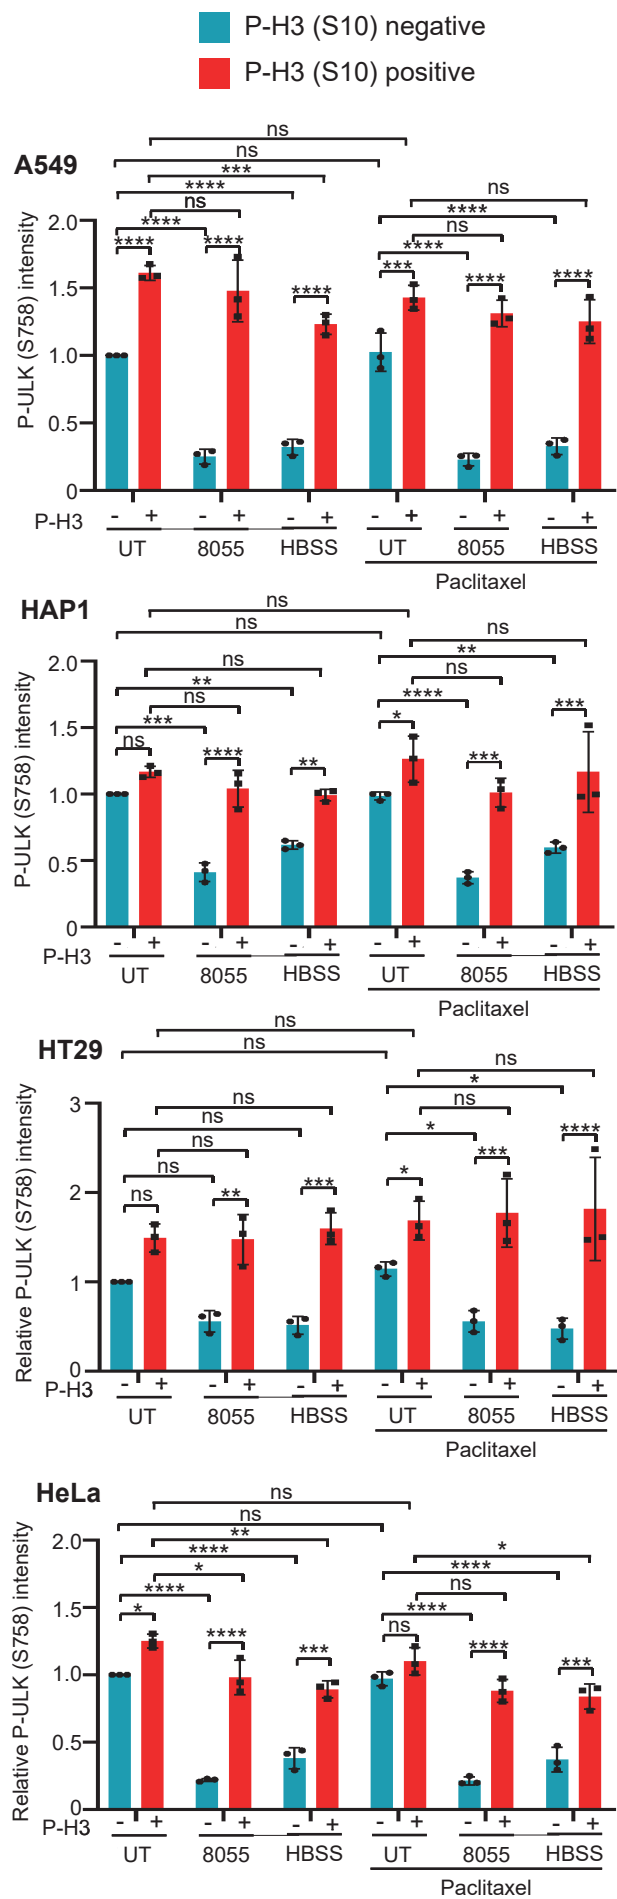 P-H3 (S10) negative
P-H3 (S10) positive
A549
ns
ns
***
****
ns
****
****
****
****
ns
****
ns
****
***
****
****
P-ULK (S758) intensity
2.0
1.5
1.0
0.5
0
P-H3
- + - + - + - + - + - +
UT 8055 HBSS UT 8055 HBSS
Paclitaxel
HAP1
ns
ns
ns
**
ns
***
ns
****
**
ns
**
ns
****
*
***
***
P-ULK (S758) intensity
2.0
1.5
1.0
0.5
0
P-H3
- + - + - + - + - + - +
UT 8055 HBSS UT 8055 HBSS
Paclitaxel
HT29
ns
ns
ns
ns
ns
ns
ns
**
***
ns
*
ns
*
*
***
****
Relative P-ULK (S758) intensity
3
2
1
0
P-H3
- + - + - + - + - + - +
UT 8055 HBSS UT 8055 HBSS
Paclitaxel
HeLa
ns
ns
**
****
*
****
*
****
***
*
****
ns
****
ns
****
***
Relative P-ULK (S758) intensity
2.0
1.5
1.0
0.5
0
P-H3
- + - + - + - + - + - +
UT 8055 HBSS UT 8055 HBSS
Paclitaxel